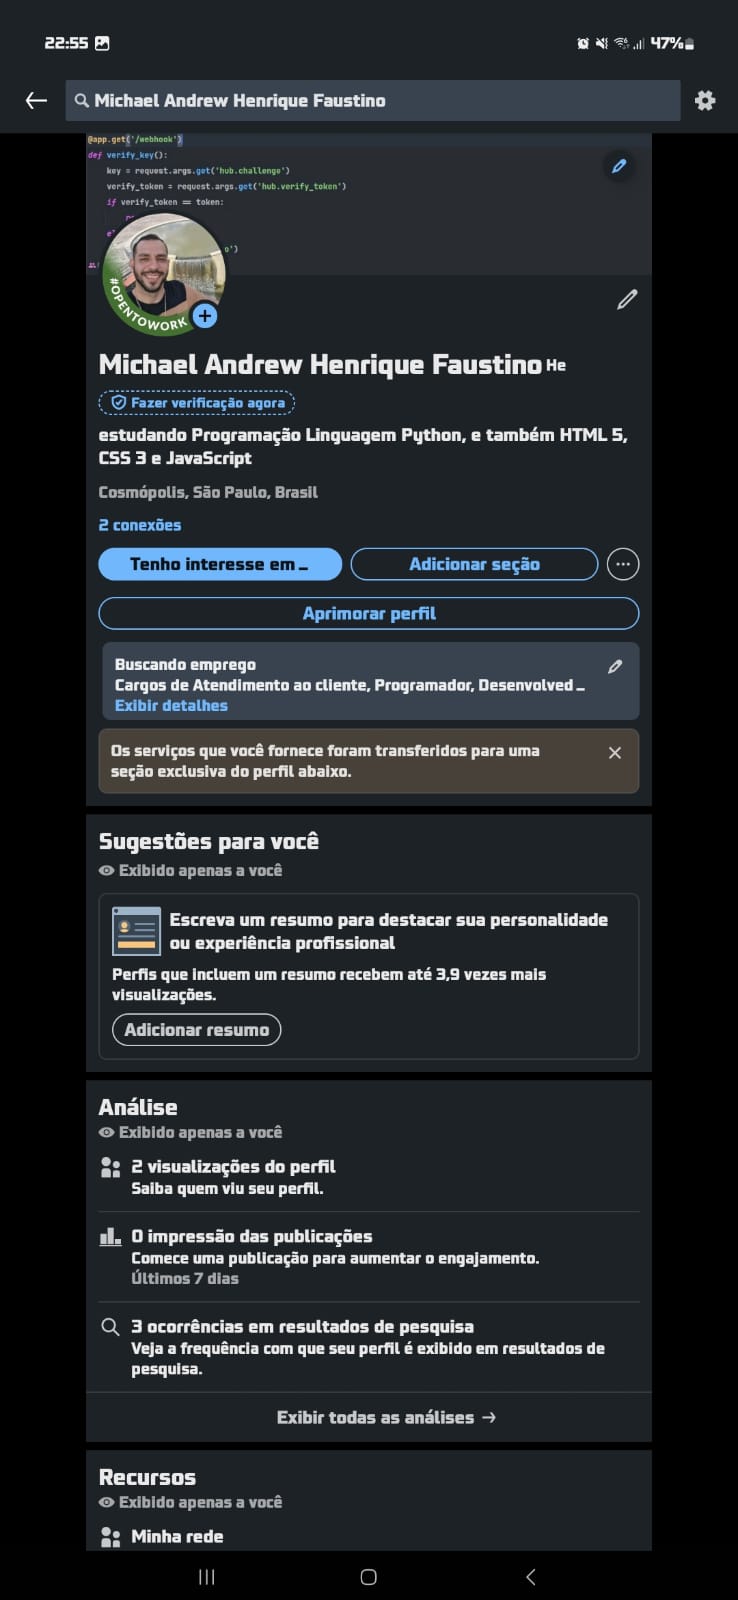 22:55
47%
Michael Andrew Henrique Faustino
@app.get('/webhook')
def verify_key():
key = request.args.get('hub.challenge')
verify_token = request.args.get('hub.verify_token')
if verify_token == token:
#OPENTOWORK
Michael Andrew Henrique Faustino He
Fazer verificação agora
estudando Programação Linguagem Python, e também HTML 5,
CSS 3 e JavaScript
Cosmópolis, São Paulo, Brasil
2 conexões
Tenho interesse em ...
Adicionar seção
Aprimorar perfil
Buscando emprego
Cargos de Atendimento ao cliente, Programador, Desenvolved ...
Exibir detalhes
Os serviços que você fornece foram transferidos para uma
seção exclusiva do perfil abaixo.
Sugestões para você
Exibido apenas a você
Escreva um resumo para destacar sua personalidade
ou experiência profissional
Perfis que incluem um resumo recebem até 3,9 vezes mais
visualizações.
Adicionar resumo
Análise
Exibido apenas a você
2 visualizações do perfil
Saiba quem viu seu perfil.
0 impressão das publicações
Comece uma publicação para aumentar o engajamento.
Últimos 7 dias
3 ocorrências em resultados de pesquisa
Veja a frequência com que seu perfil é exibido em resultados de
pesquisa.
Exibir todas as análises →
Recursos
Exibido apenas a você
Minha rede